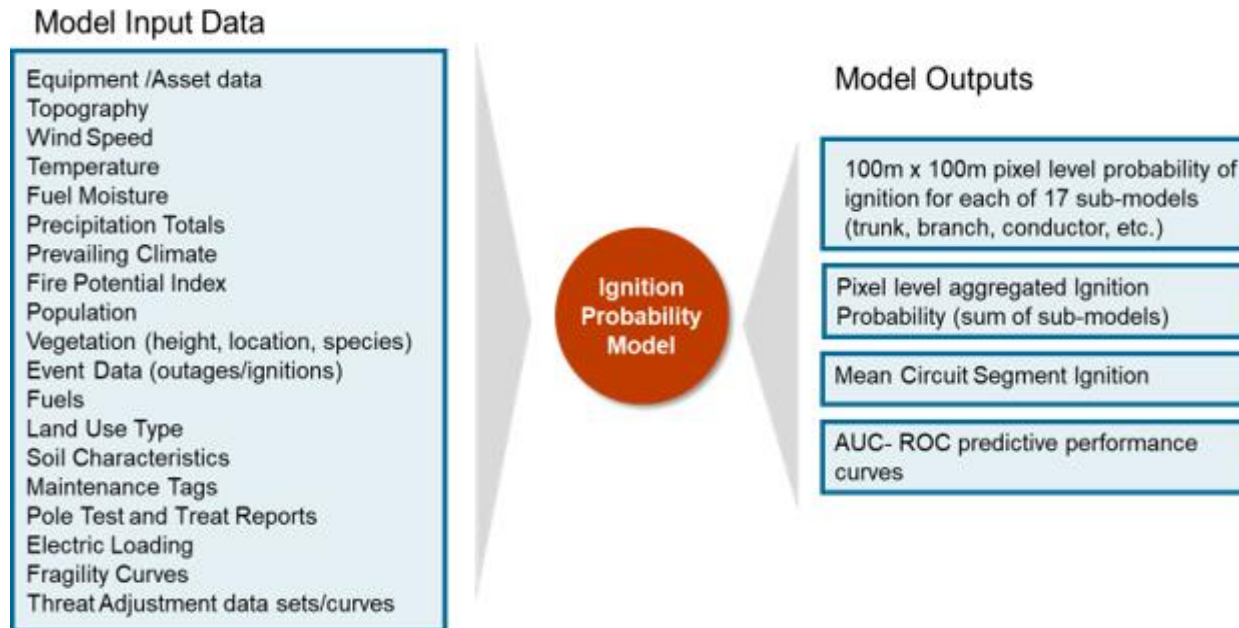 Model Input Data
Equipment /Asset data
Topography
Wind Speed
Temperature
Fuel Moisture
Precipitation Totals
Prevailing Climate
Fire Potential Index
Population
Vegetation (height, location, species)
Event Data (outages/ignitions)
Fuels
Land Use Type
Soil Characteristics
Maintenance Tags
Pole Test and Treat Reports
Electric Loading
Fragility Curves
Threat Adjustment data sets/curves
Ignition
Probability
Model
Model Outputs
100m x 100m pixel level probability of
ignition for each of 17 sub-models
(trunk, branch, conductor, etc.)
Pixel level aggregated Ignition
Probability (sum of sub-models)
Mean Circuit Segment Ignition
AUC- ROC predictive performance
curves